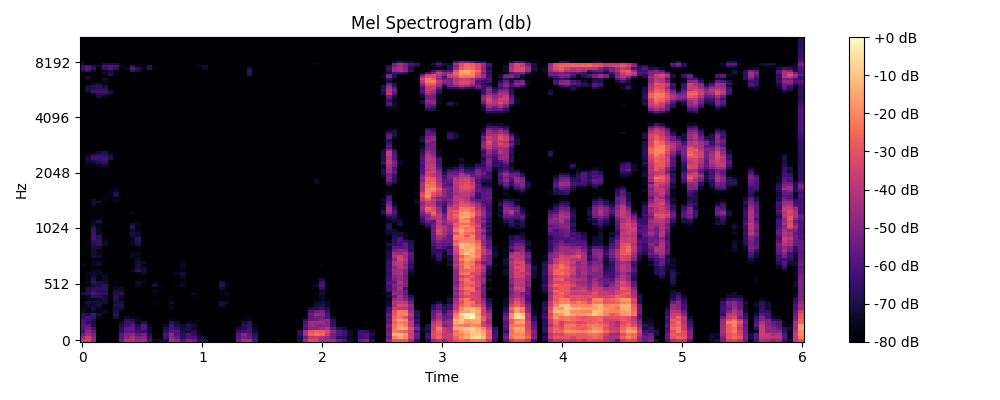 Mel Spectrogram (db)
8192
4096
2048
1024
512
0
Hz
0 1 2 3 4 5 6
Time
+0 dB
-10 dB
-20 dB
-30 dB
-40 dB
-50 dB
-60 dB
-70 dB
-80 dB